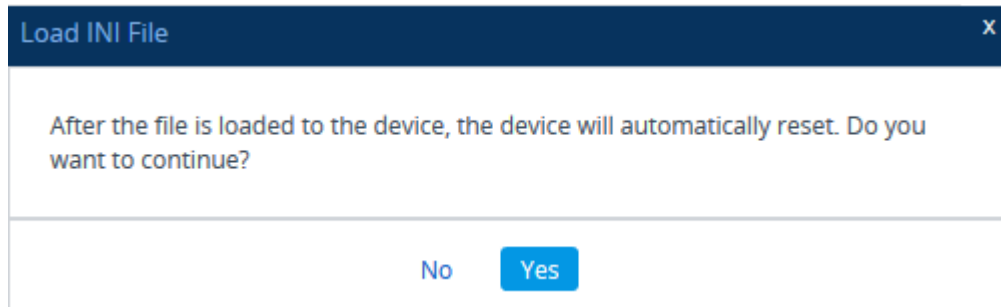 Load INI File
x
After the file is loaded to the device, the device will automatically reset. Do you
want to continue?
No
Yes